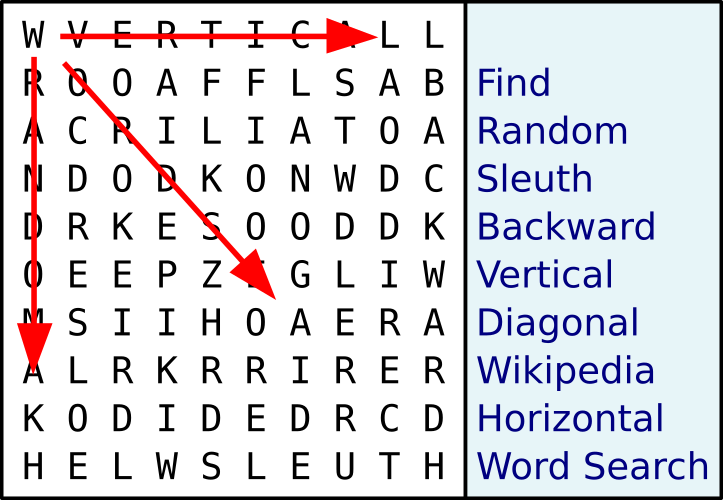 W V E R T I C A L L
R O O A F F L S A B Find
A C R I L I A T O A Random
N D O D K O N W D C Sleuth
D R K E S O O D D K Backward
O E E P Z E G L I W Vertical
M S I I H O A E R A Diagonal
A L R K R R I R E R Wikipedia
K O D I D E D R C D Horizontal
H E L W S L E U T H Word Search